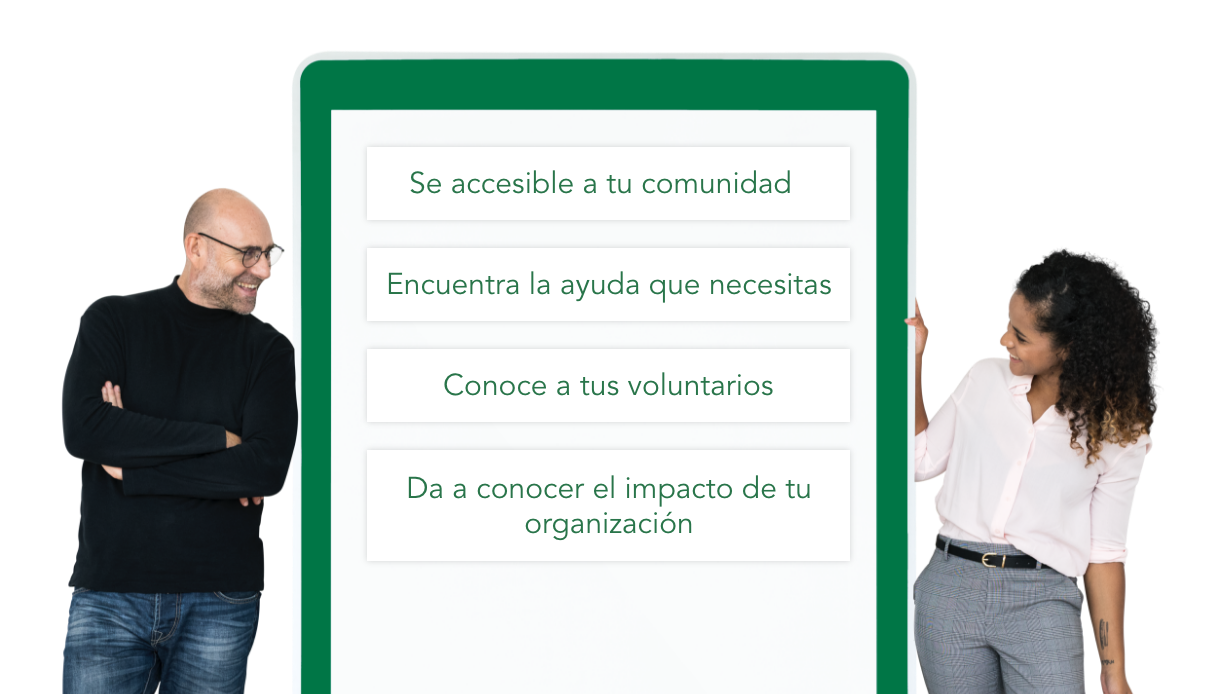 Se accesible a tu comunidad
Encuentra la ayuda que necesitas
Conoce a tus voluntarios
Da a conocer el impacto de tu
organización